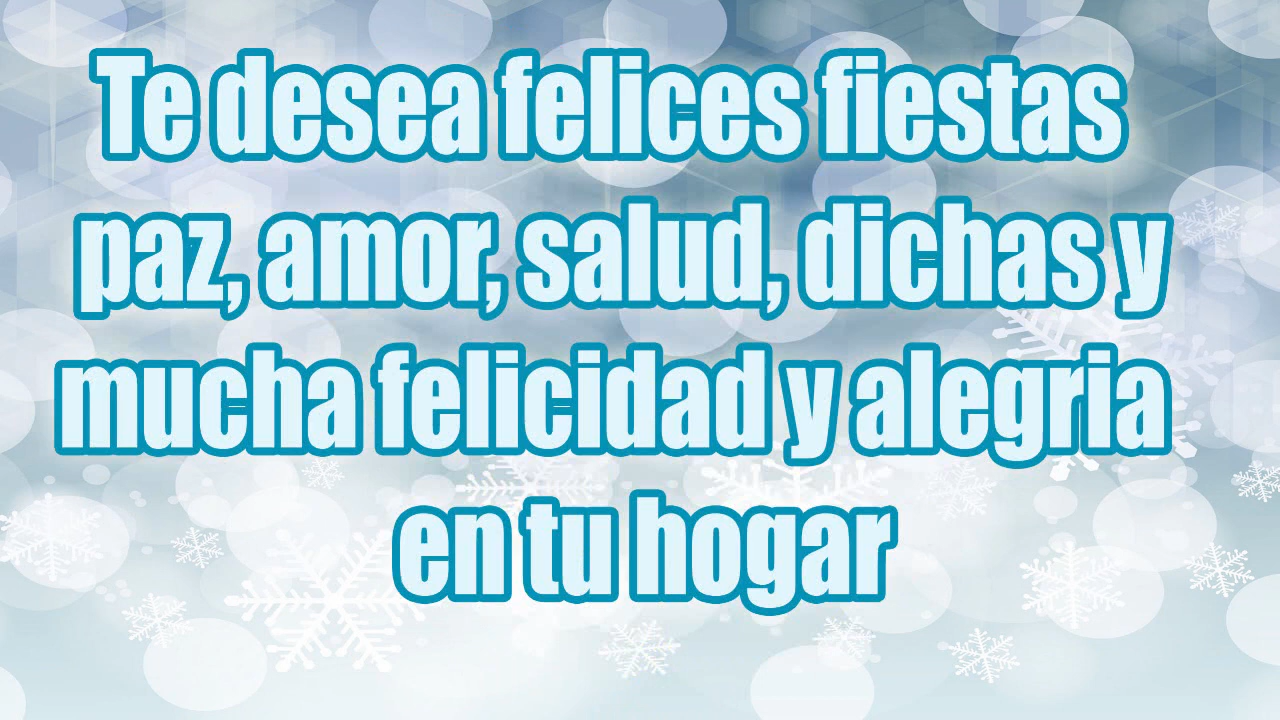 Te desea felices fiestas
paz, amor, salud, dichas y
mucha felicidad y alegria
en tu hogar